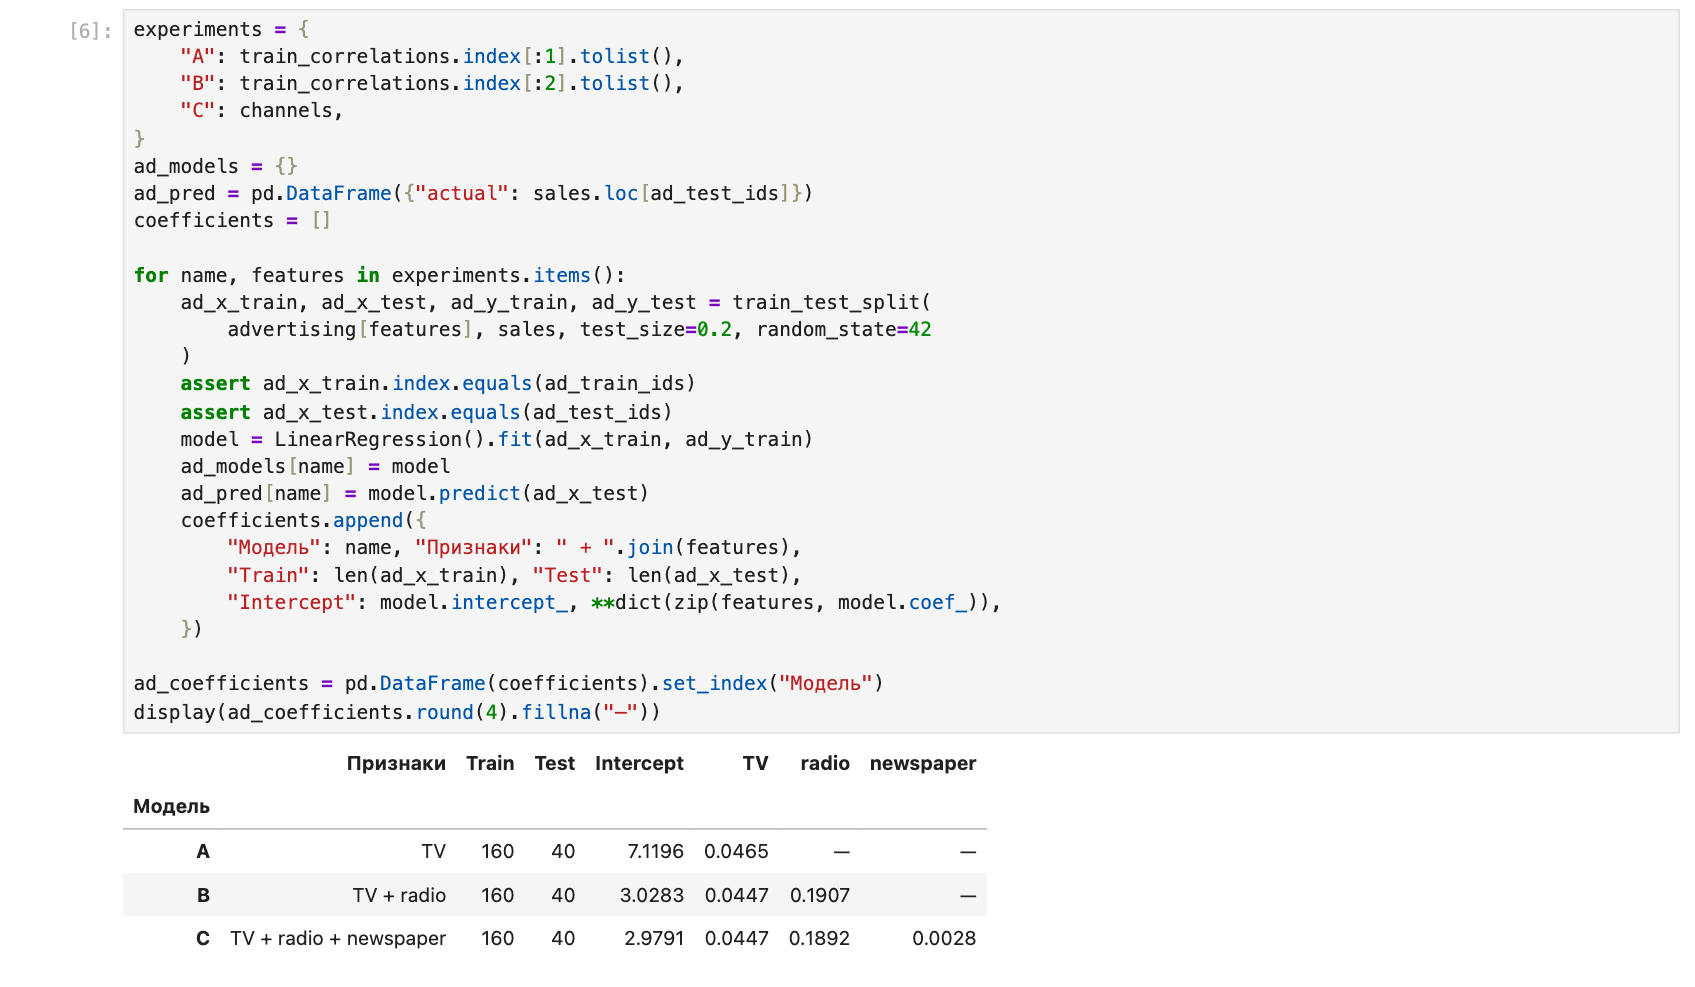 [6]:
experiments = {
    "A": train_correlations.index[:1].tolist(),
    "B": train_correlations.index[:2].tolist(),
    "C": channels,
}
ad_models = {}
ad_pred = pd.DataFrame({"actual": sales.loc[ad_test_ids]})
coefficients = []

for name, features in experiments.items():
    ad_x_train, ad_x_test, ad_y_train, ad_y_test = train_test_split(
        advertising[features], sales, test_size=0.2, random_state=42
    )
    assert ad_x_train.index.equals(ad_train_ids)
    assert ad_x_test.index.equals(ad_test_ids)
    model = LinearRegression().fit(ad_x_train, ad_y_train)
    ad_models[name] = model
    ad_pred[name] = model.predict(ad_x_test)
    coefficients.append({
        "Модель": name, "Признаки": " + ".join(features),
        "Train": len(ad_x_train), "Test": len(ad_x_test),
        "Intercept": model.intercept_, **dict(zip(features, model.coef_)),
    })

ad_coefficients = pd.DataFrame(coefficients).set_index("Модель")
display(ad_coefficients.round(4).fillna("—"))
Признаки Train Test Intercept TV radio newspaper
Модель
A TV 160 40 7.1196 0.0465 — —
B TV + radio 160 40 3.0283 0.0447 0.1907 —
C TV + radio + newspaper 160 40 2.9791 0.0447 0.1892 0.0028